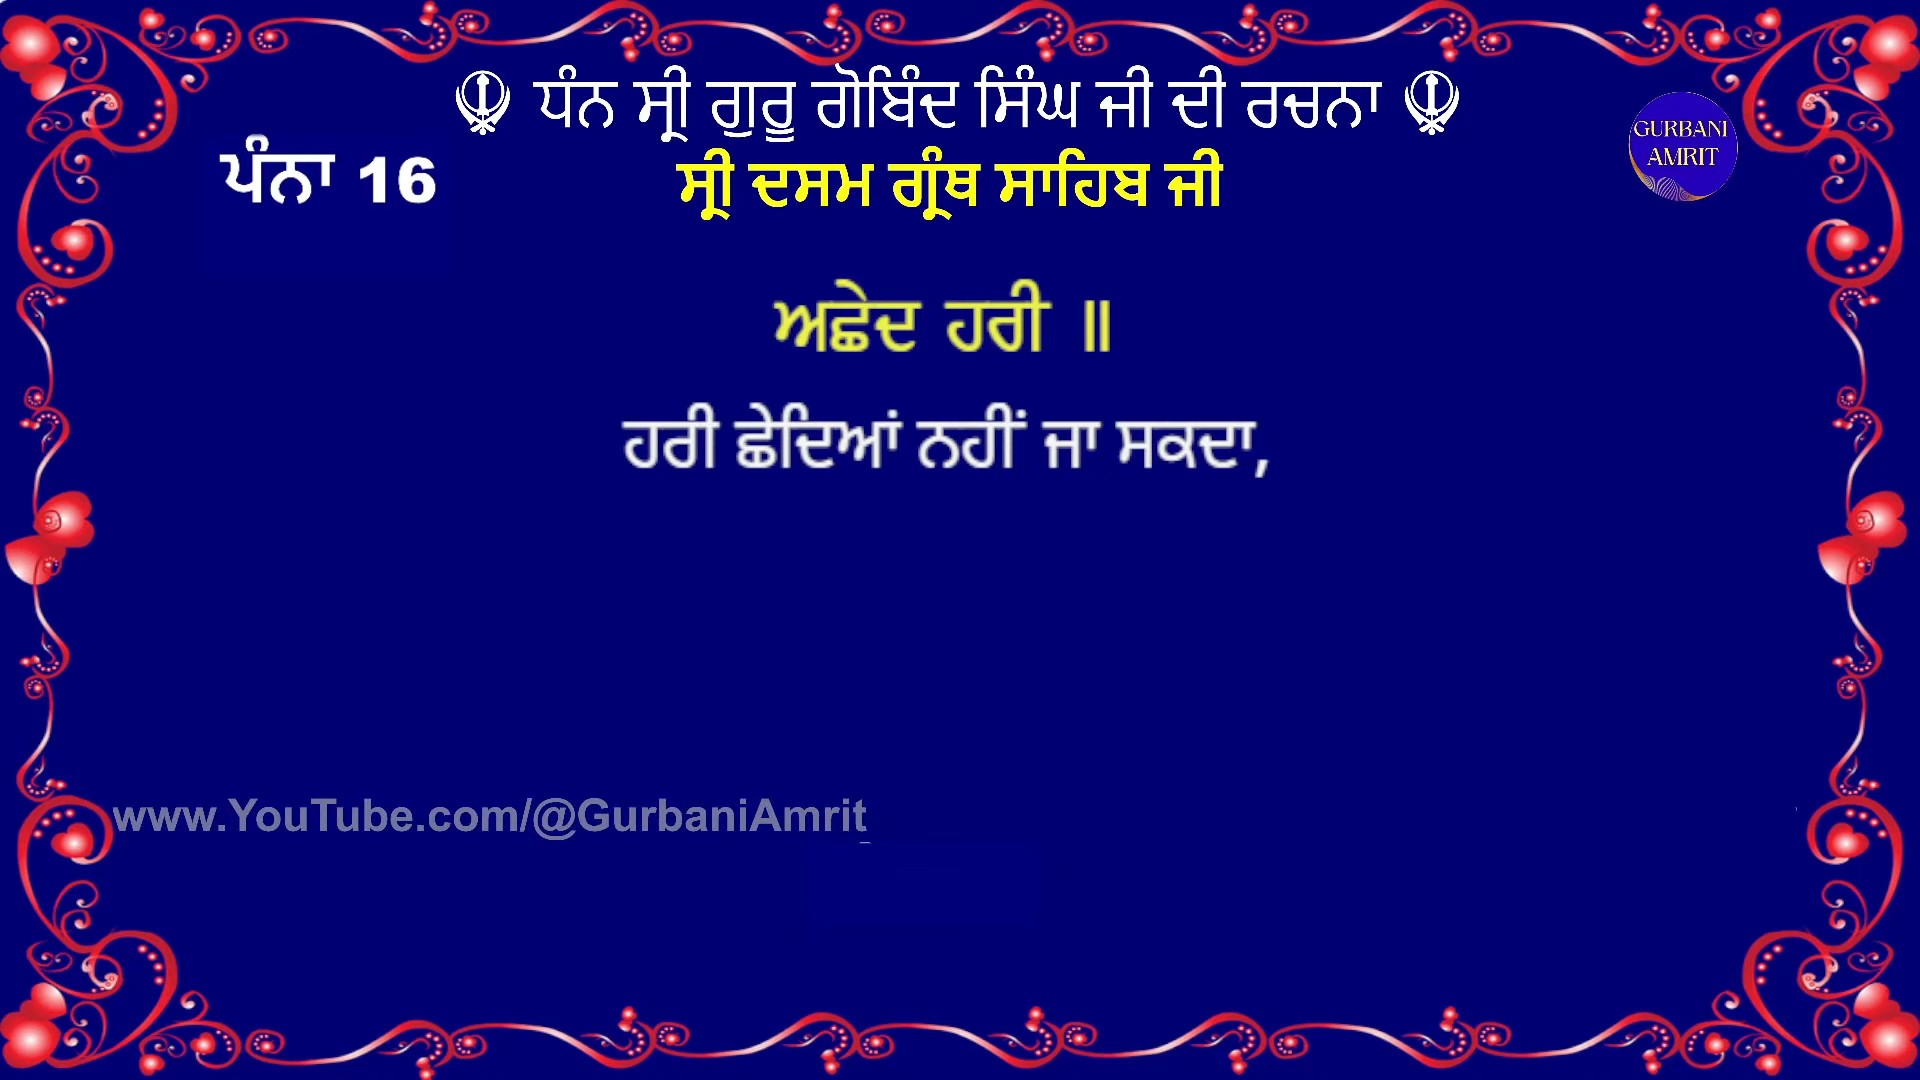 ☬ ਧੰਨ ਸ੍ਰੀ ਗੁਰੂ ਗੋਬਿੰਦ ਸਿੰਘ ਜੀ ਦੀ ਰਚਨਾ ☬
ਪੰਨਾ 16
ਸ੍ਰੀ ਦਸਮ ਗ੍ਰੰਥ ਸਾਹਿਬ ਜੀ
GURBANI
AMRIT
ਅਛੇਦ ਹਰੀ ॥
ਹਰੀ ਛੇਦਿਆਂ ਨਹੀਂ ਜਾ ਸਕਦਾ,
www.YouTube.com/@GurbaniAmrit